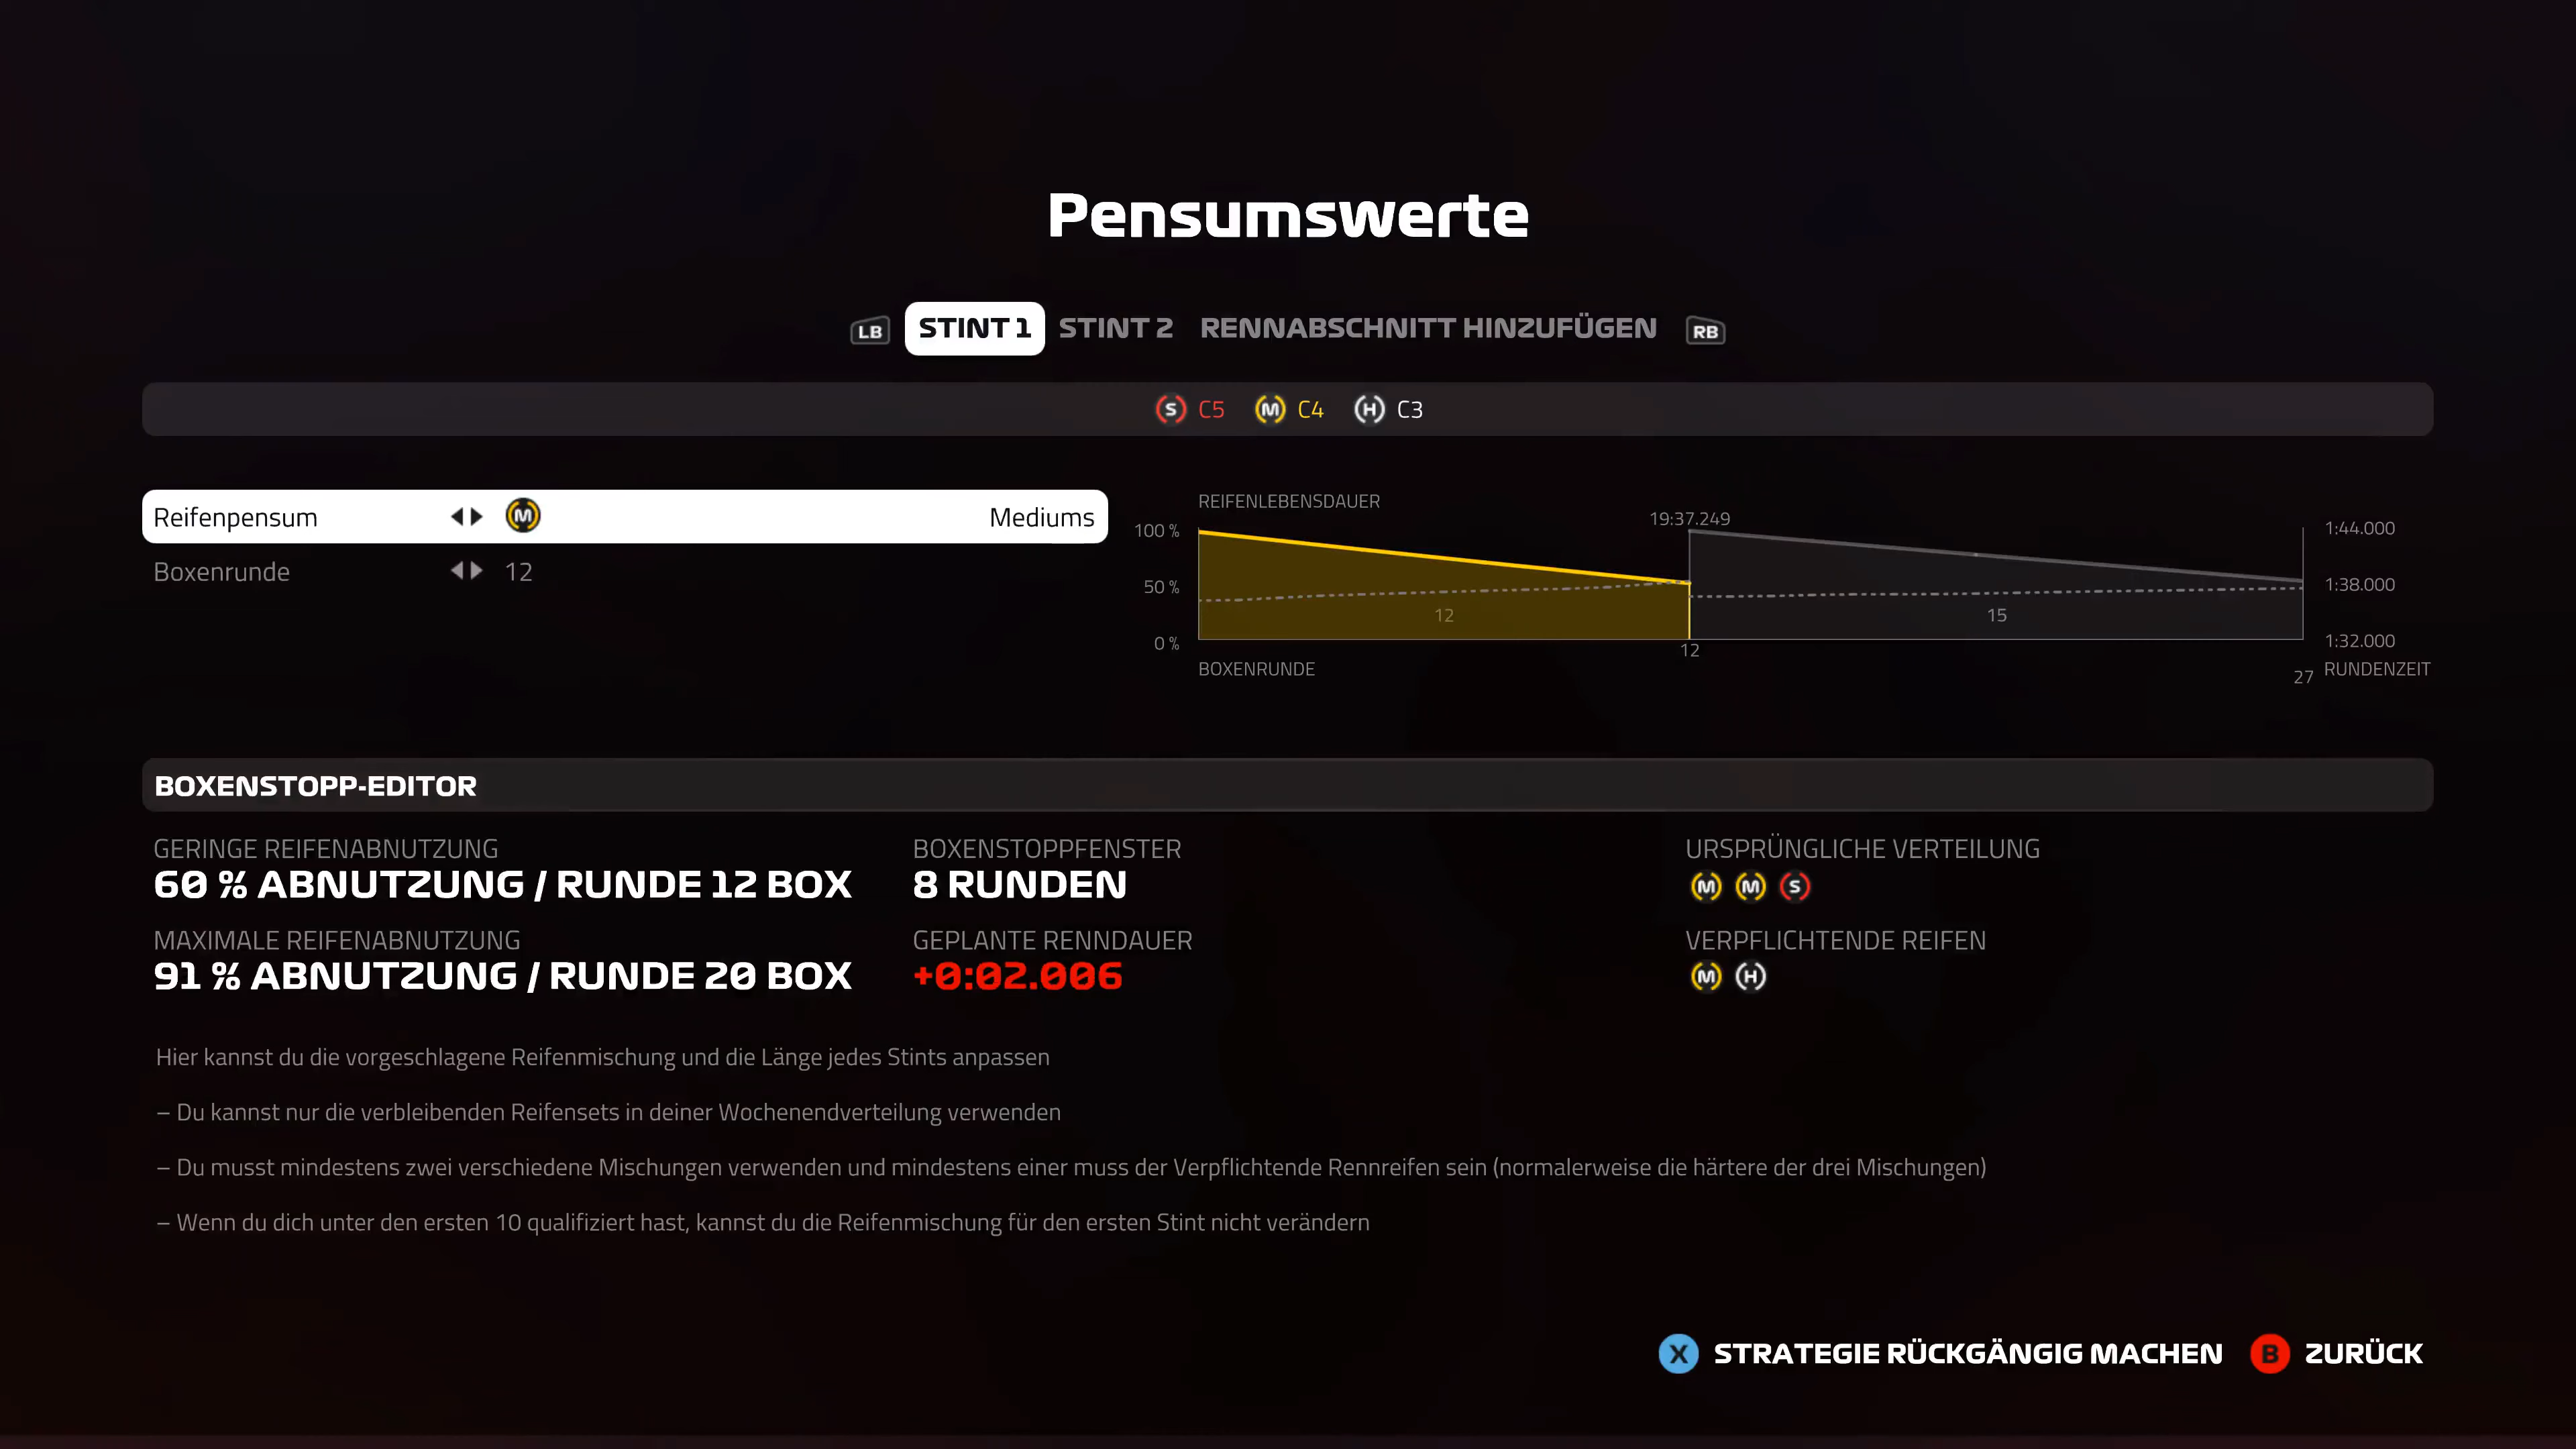 Pensumswerte
LB STINT 1 STINT 2 RENNABSCHNITT HINZUFÜGEN RB
S C5 M C4 H C3
Reifenpensum M Mediums
Boxenrunde 12
REIFENLEBENSDAUER
19:37.249
100 %
50 %
0 %
12
15
1:44.000
1:38.000
1:32.000
12
BOXENRUNDE
27 RUNDENZEIT
BOXENSTOPP-EDITOR
GERINGE REIFENABNUTZUNG
60 % ABNUTZUNG / RUNDE 12 BOX
MAXIMALE REIFENABNUTZUNG
91 % ABNUTZUNG / RUNDE 20 BOX
BOXENSTOPPFENSTER
8 RUNDEN
GEPLANTE RENNDAUER
+0:02.006
URSPRÜNGLICHE VERTEILUNG
M M S
VERPFLICHTENDE REIFEN
M H
Hier kannst du die vorgeschlagene Reifenmischung und die Länge jedes Stints anpassen
– Du kannst nur die verbleibenden Reifensets in deiner Wochenendverteilung verwenden
– Du musst mindestens zwei verschiedene Mischungen verwenden und mindestens einer muss der Verpflichtende Rennreifen sein (normalerweise die härtere der drei Mischungen)
– Wenn du dich unter den ersten 10 qualifiziert hast, kannst du die Reifenmischung für den ersten Stint nicht verändern
X STRATEGIE RÜCKGÄNGIG MACHEN B ZURÜCK